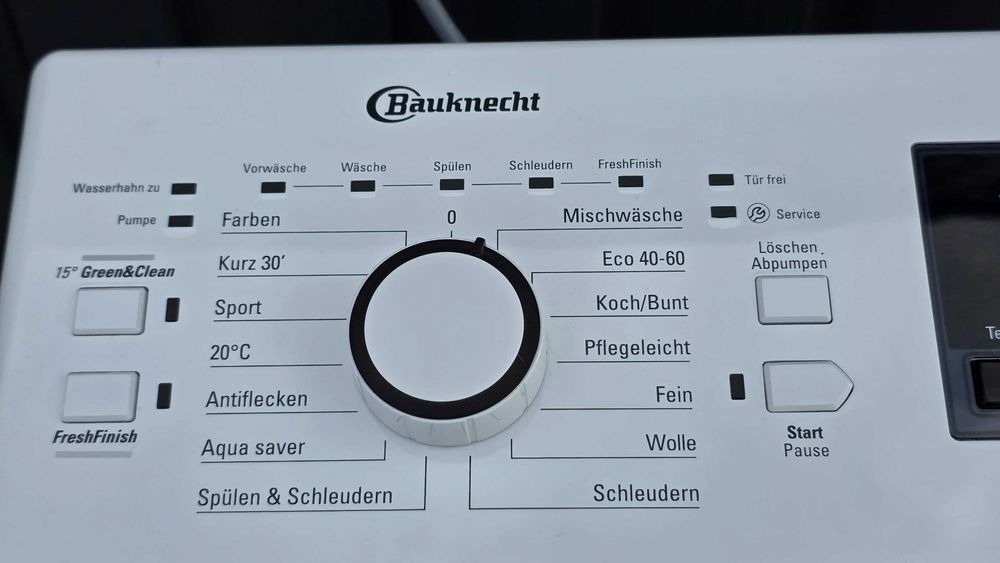 Bauknecht
Vorwäsche
Wäsche
Spülen
Schleudern
FreshFinish
Wasserhahn zu
Pumpe
Tür frei
Service
0
Farben
Kurz 30’
Sport
20°C
Antiflecken
Aqua saver
Spülen & Schleudern
Mischwäsche
Eco 40-60
Koch/Bunt
Pflegeleicht
Fein
Wolle
Schleudern
15° Green&Clean
FreshFinish
Löschen
Abpumpen
Start
Pause